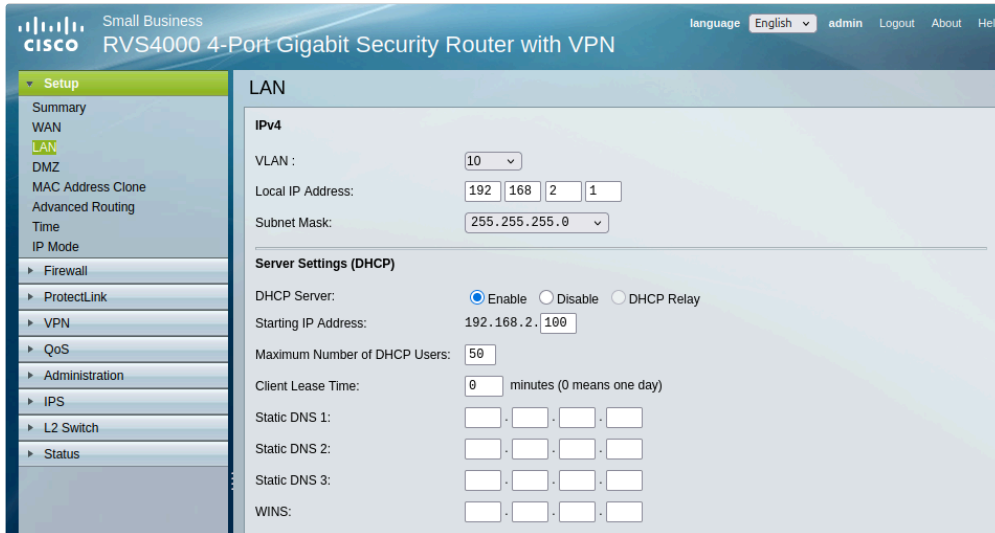 Small Business
cisco RVS4000 4-Port Gigabit Security Router with VPN
language English admin Logout About Hel
Setup
Summary
WAN
LAN
DMZ
MAC Address Clone
Advanced Routing
Time
IP Mode
Firewall
ProtectLink
VPN
QoS
Administration
IPS
L2 Switch
Status
LAN
IPv4
VLAN : 10
Local IP Address: 192 168 2 1
Subnet Mask: 255.255.255.0
Server Settings (DHCP)
DHCP Server: Enable Disable DHCP Relay
Starting IP Address: 192.168.2. 100
Maximum Number of DHCP Users: 50
Client Lease Time: 0 minutes (0 means one day)
Static DNS 1: . . .
Static DNS 2: . . .
Static DNS 3: . . .
WINS: . . .